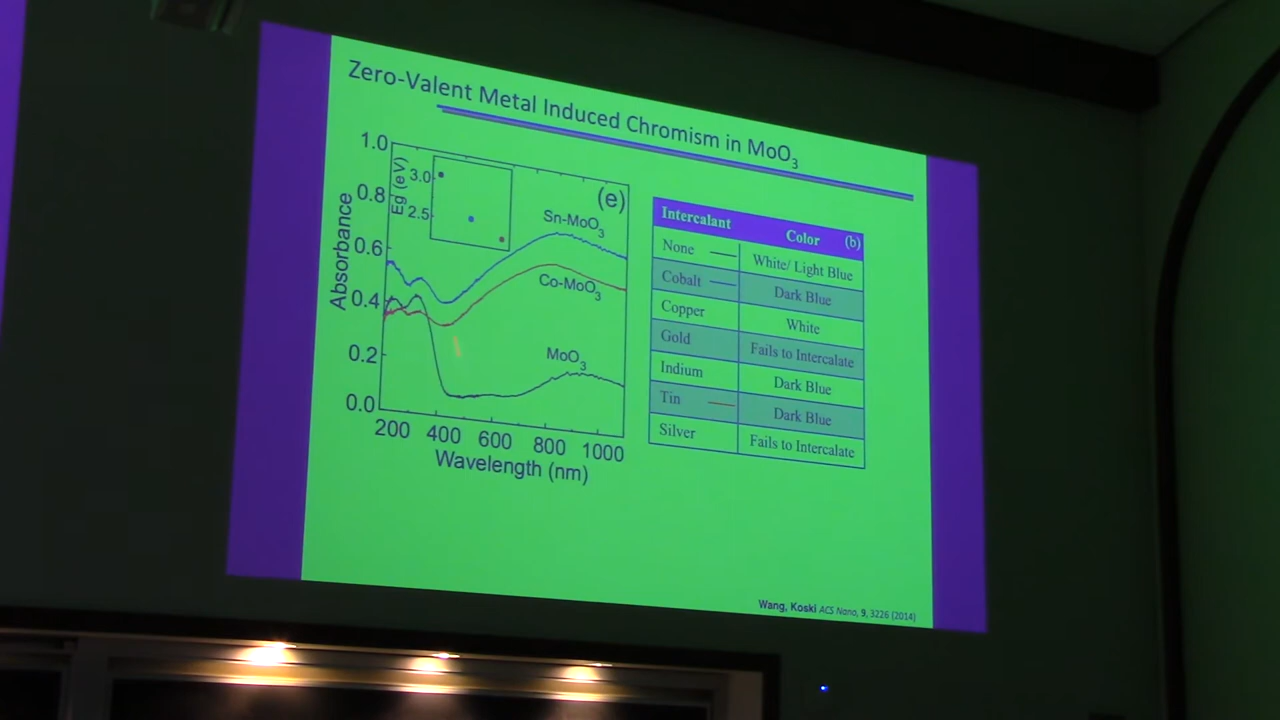 Zero-Valent Metal Induced Chromism in MoO3
1.0
0.8
0.6
0.4
0.2
0.0
Absorbance
Eg (eV)
3.0
2.5
(e)
Sn-MoO3
Co-MoO3
MoO3
200 400 600 800 1000
Wavelength (nm)
Intercalant Color (b)
None White/ Light Blue
Cobalt Dark Blue
Copper White
Gold Fails to Intercalate
Indium Dark Blue
Tin Dark Blue
Silver Fails to Intercalate
Wang, Koski ACS Nano, 9, 3226 (2014)